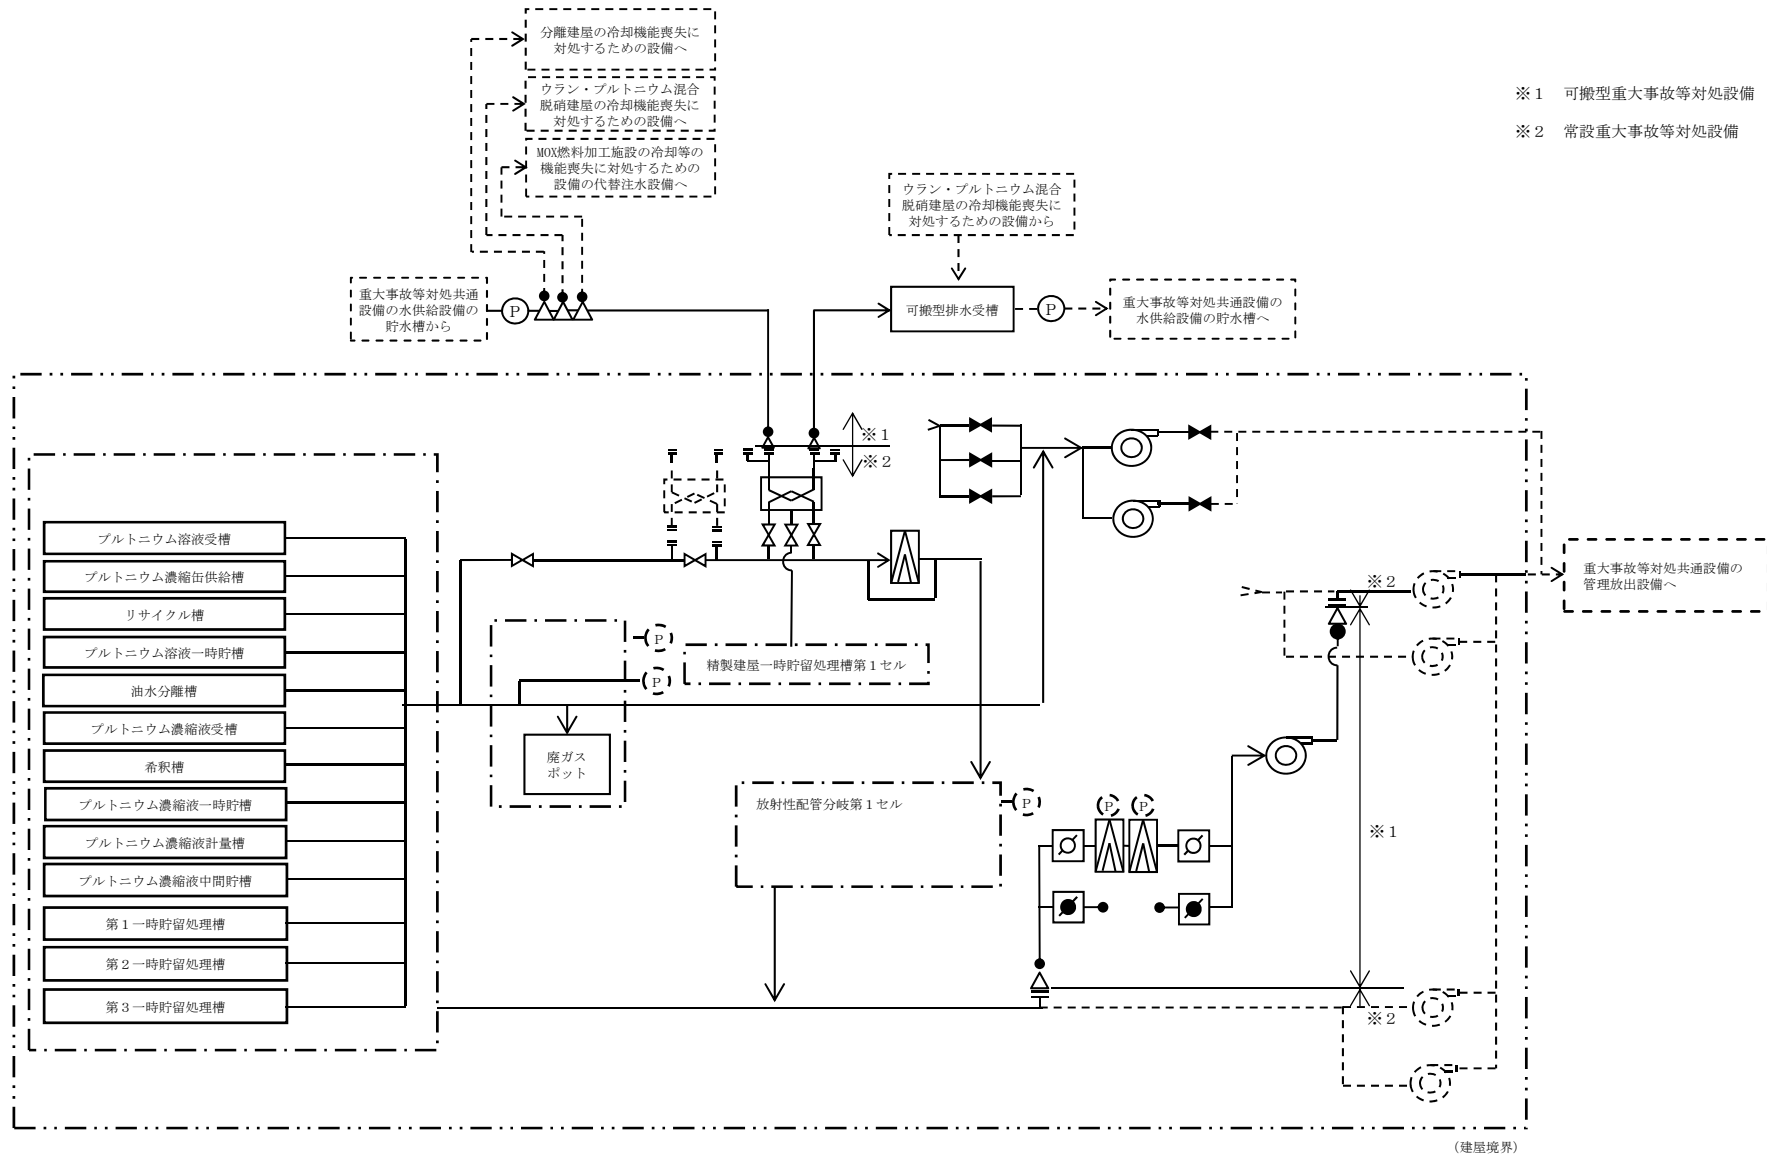 分離建屋の冷却機能喪失に
対処するための設備へ
ウラン・プルトニウム混合
脱硝建屋の冷却機能喪失に
対処するための設備へ
MOX燃料加工施設の冷却等の
機能喪失に対処するための
設備の代替注水設備へ
※１　可搬型重大事故等対処設備
※２　常設重大事故等対処設備
ウラン・プルトニウム混合
脱硝建屋の冷却機能喪失に
対処するための設備から
重大事故等対処共通
設備の水供給設備の
貯水槽から
P
可搬型排水受槽
P
重大事故等対処共通設備の
水供給設備の貯水槽へ
※１
※２
プルトニウム溶液受槽
プルトニウム濃縮缶供給槽
リサイクル槽
プルトニウム溶液一時貯槽
油水分離槽
プルトニウム濃縮液受槽
希釈槽
プルトニウム濃縮液一時貯槽
プルトニウム濃縮液計量槽
プルトニウム濃縮液中間貯槽
第１一時貯留処理槽
第２一時貯留処理槽
第３一時貯留処理槽
P
P
精製建屋一時貯留処理槽第１セル
廃ガス
ポット
放射性配管分岐第１セル
P
P
P
※２
重大事故等対処共通設備の
管理放出設備へ
※１
※２
（建屋境界）